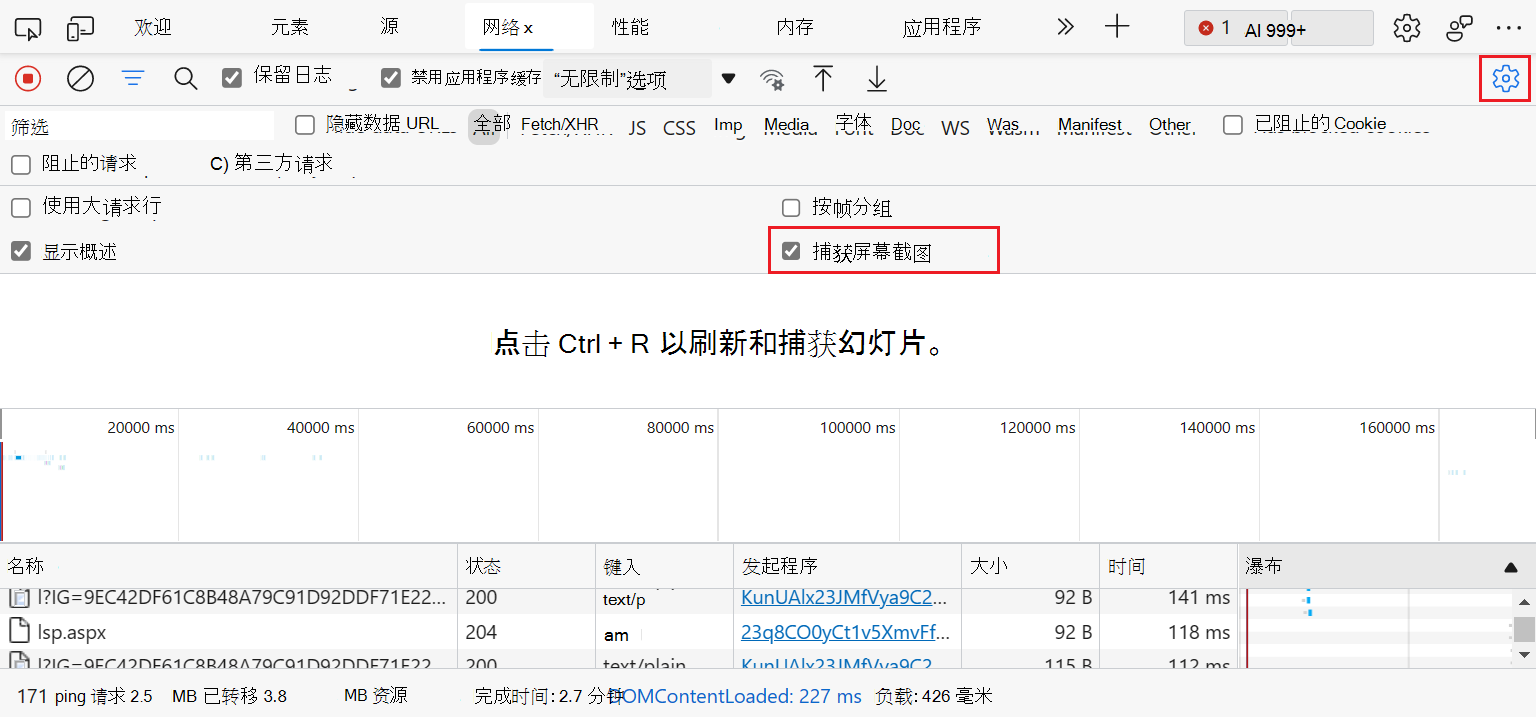 欢迎 元素 源 网络 x 性能 内存 应用程序 1 AI 999+
保留日志 禁用应用程序缓存 “无限制”选项
筛选 隐藏数据 URL 全部 Fetch/XHR JS CSS Imp Media 字体 Doc WS Was Manifest Other 已阻止的 Cookie
阻止的请求 C) 第三方请求
使用大请求行 按帧分组
显示概述 捕获屏幕截图
点击 Ctrl + R 以刷新和捕获幻灯片。
20000 ms 40000 ms 60000 ms 80000 ms 100000 ms 120000 ms 140000 ms 160000 ms
名称 状态 键入 发起程序 大小 时间 瀑布
l?IG=9EC42DF61C8B48A79C91D92DDF71E22... 200 text/p KunUAlx23JMfVya9C2... 92 B 141 ms
lsp.aspx 204 am 23q8CO0yCt1v5XmvFf... 92 B 118 ms
l?IG=9EC42DF61C8B48A79C91D92DDF71E22... 200 text/plain KunUAlx23JMfVya9C2... 115 B 112 ms
171 ping 请求 2.5 MB 已转移 3.8 MB 资源 完成时间: 2.7 分钟 DOMContentLoaded: 227 ms 负载: 426 毫米